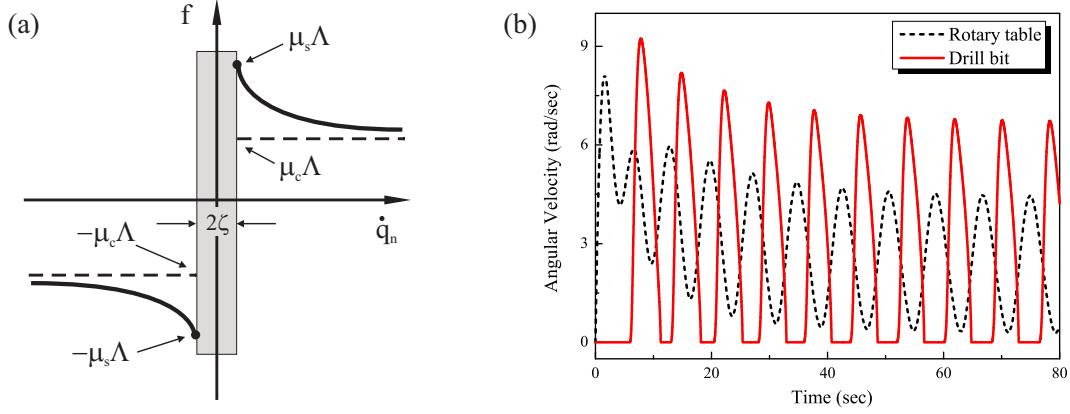 (a)
f
μsΛ
μcΛ
q̇n
2ζ
−μcΛ
−μsΛ
(b)
Rotary table
Drill bit
Angular Velocity (rad/sec)
9
6
3
0
0 20 40 60 80
Time (sec)